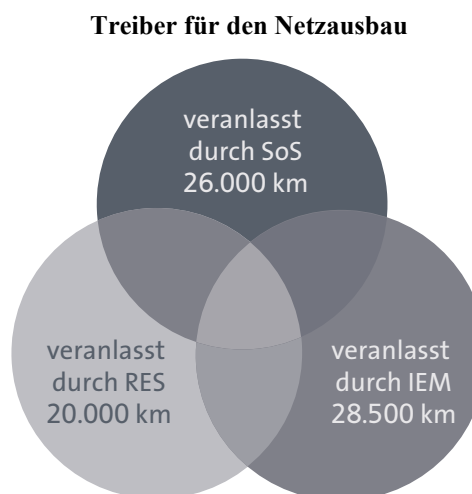 Treiber für den Netzausbau
veranlasst
durch SoS
26.000 km
veranlasst
durch RES
20.000 km
veranlasst
durch IEM
28.500 km